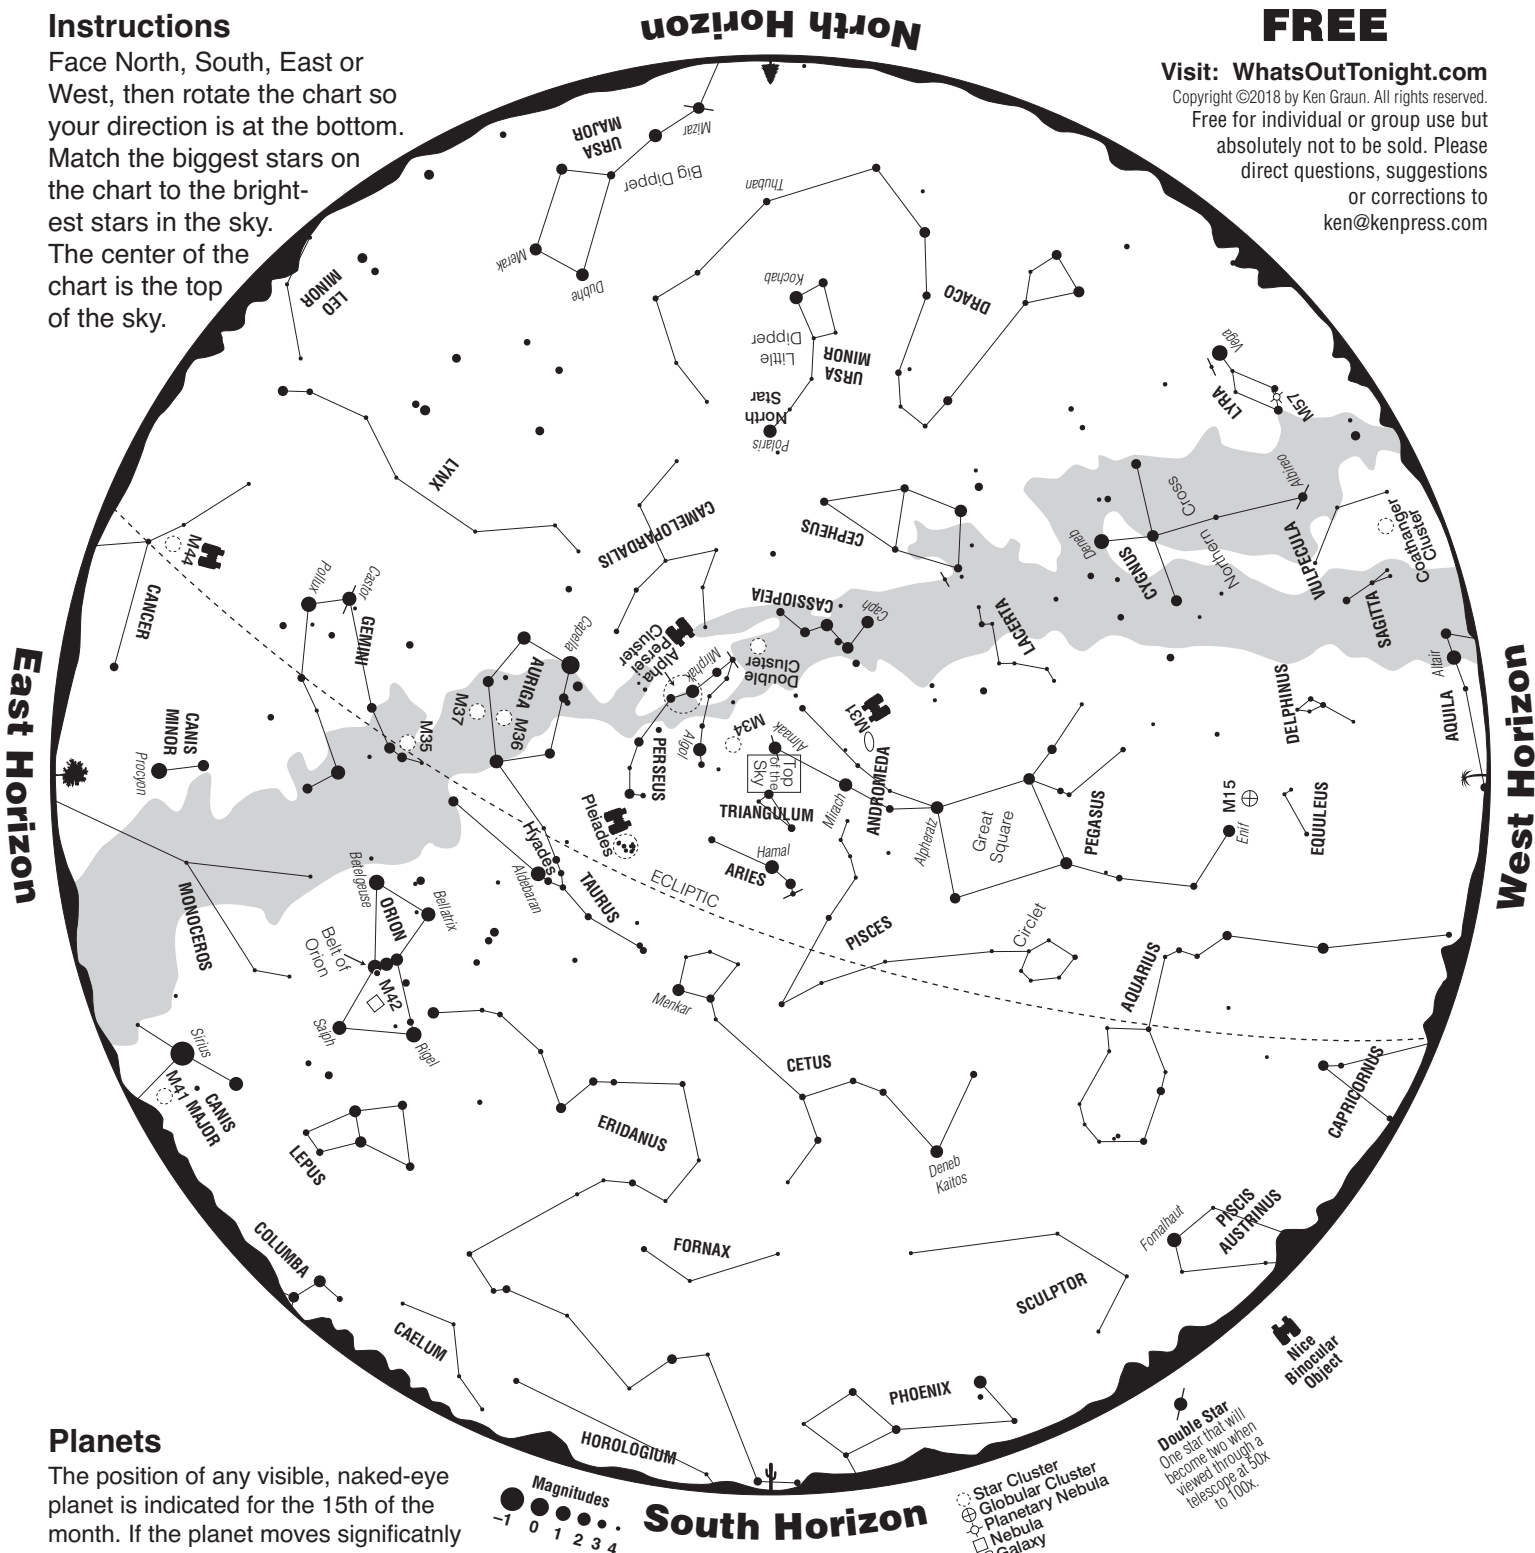 Instructions
Face North, South, East or
West, then rotate the chart so
your direction is at the bottom.
Match the biggest stars on
the chart to the bright-
est stars in the sky.
The center of the
chart is the top
of the sky.
North Horizon
FREE
Visit: WhatsOutTonight.com
Copyright ©2018 by Ken Graun. All rights reserved.
Free for individual or group use but
absolutely not to be sold. Please
direct questions, suggestions
or corrections to
ken@kenpress.com
Mizar
URSA
MAJOR
Big Dipper
Merak
Dubhe
Thuban
Kochab
Little
Dipper
URSA
MINOR
North
Star
Polaris
DRACO
LEO
MINOR
Vega
LYRA
M57
LYNX
CAMELOPARDALIS
CEPHEUS
Deneb
CYGNUS
Northern
Cross
Albireo
VULPECULA
Coathanger
Cluster
SAGITTA
M44
CANCER
Pollux
Castor
GEMINI
Capella
AURIGA
M37
M36
M35
Alpha
Persei
Cluster
Mirphak
Double
Cluster
CASSIOPEIA
Caph
LACERTA
Altair
AQUILA
DELPHINUS
East Horizon
West Horizon
CANIS
MINOR
Procyon
Algol
PERSEUS
M34
Almaak
M31
Top
of the
Sky
TRIANGULUM
Mirach
ANDROMEDA
Alpheratz
Great
Square
PEGASUS
M15
Enif
EQUULEUS
Pleiades
Hyades
Aldebaran
TAURUS
Hamal
ARIES
ECLIPTIC
Betelgeuse
Bellatrix
ORION
Belt of
Orion
M42
Saiph
Rigel
MONOCEROS
PISCES
Circlet
AQUARIUS
Menkar
CETUS
Deneb
Kaitos
CAPRICORNUS
Sirius
M41
CANIS
MAJOR
LEPUS
ERIDANUS
COLUMBA
CAELUM
FORNAX
SCULPTOR
Fomalhaut
PISCIS
AUSTRINUS
PHOENIX
HOROLOGIUM
South Horizon
Planets
The position of any visible, naked-eye
planet is indicated for the 15th of the
month. If the planet moves significatnly
Magnitudes
–1 0 1 2 3 4
Star Cluster
Globular Cluster
Planetary Nebula
Nebula
Galaxy
Double Star
One star that will
become two when
viewed through a
telescope at 50x
to 100x.
Nice
Binocular
Object